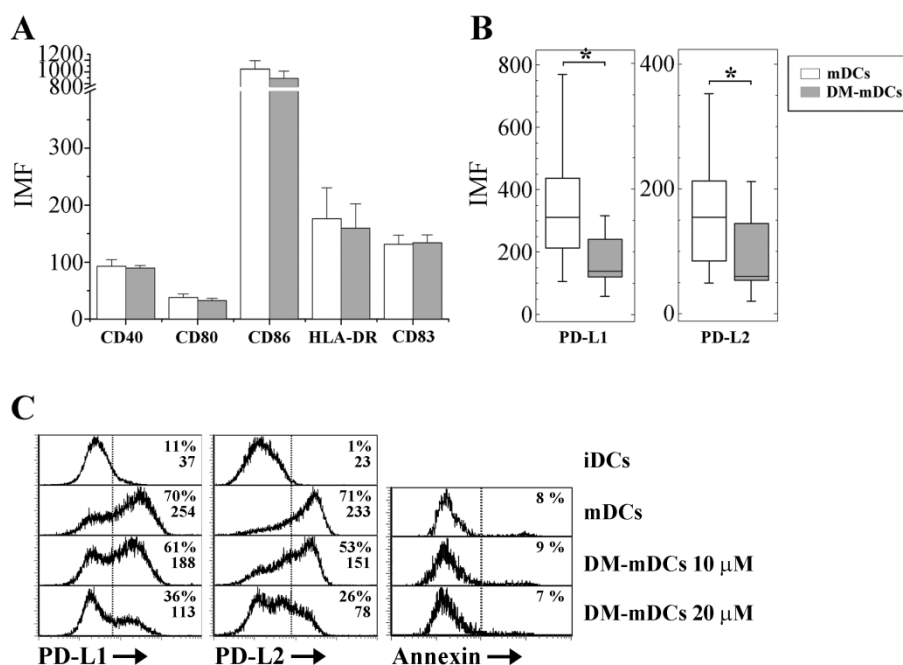 A
IMF
1200
1000
800
300
200
100
0
CD40 CD80 CD86 HLA-DR CD83
B
IMF
800
600
400
200
0
*
PD-L1
400
200
0
*
PD-L2
mDCs
DM-mDCs
C
11%
37
1%
23
iDCs
70%
254
71%
233
8 %
mDCs
61%
188
53%
151
9 %
DM-mDCs 10 μM
36%
113
26%
78
7 %
DM-mDCs 20 μM
PD-L1 → PD-L2 → Annexin →